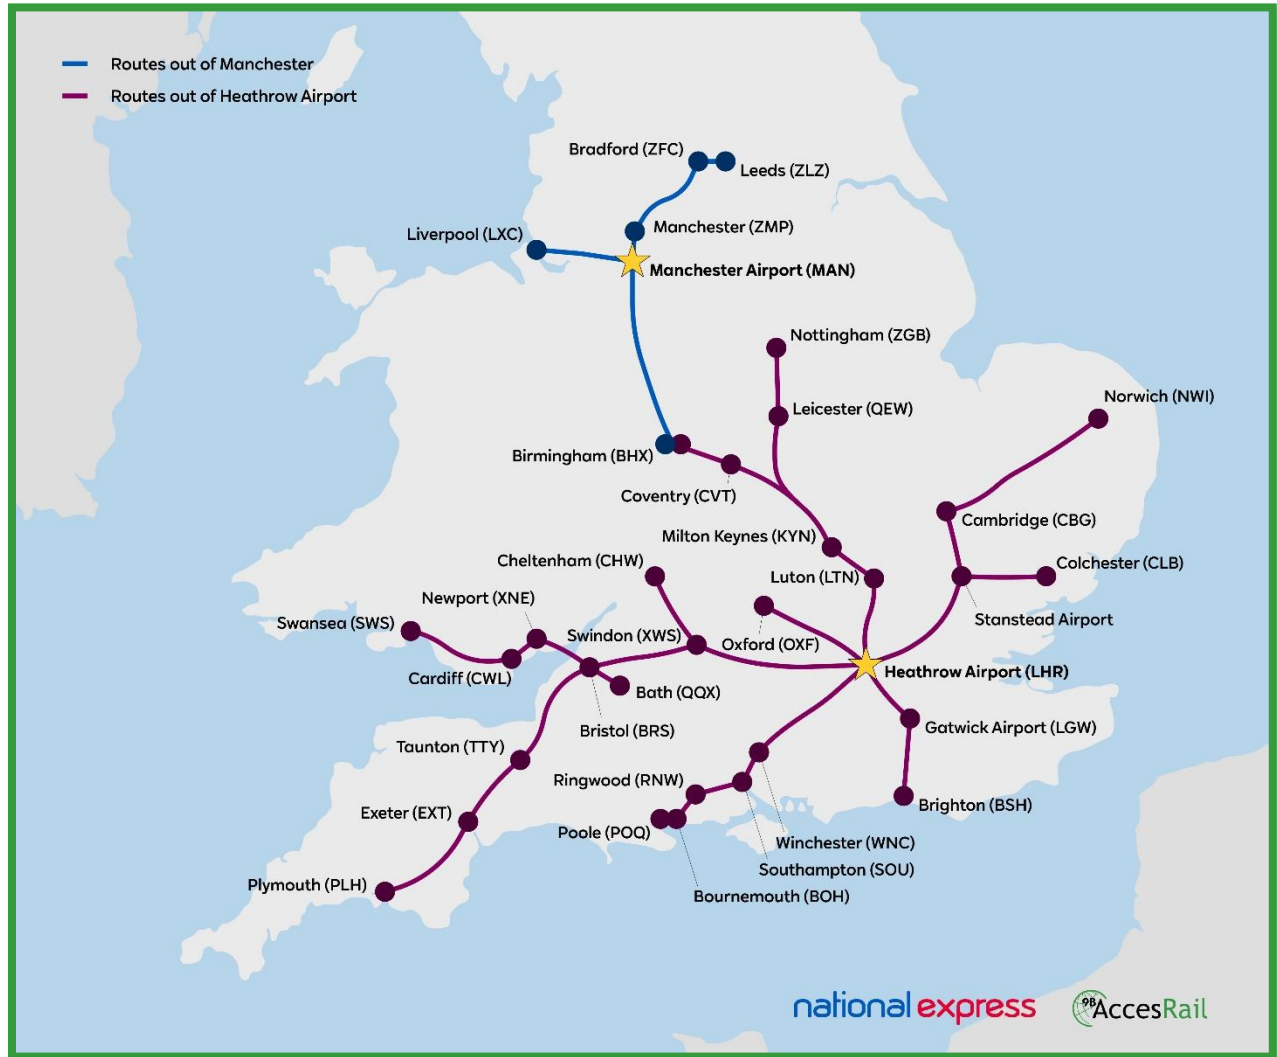 Routes out of Manchester
Routes out of Heathrow Airport
Bradford (ZFC)
Leeds (ZLZ)
Manchester (ZMP)
Liverpool (LXC)
Manchester Airport (MAN)
Nottingham (ZGB)
Norwich (NWI)
Leicester (QEW)
Birmingham (BHX)
Coventry (CVT)
Cambridge (CBG)
Milton Keynes (KYN)
Cheltenham (CHW)
Colchester (CLB)
Luton (LTN)
Newport (XNE)
Stanstead Airport
Swansea (SWS)
Swindon (XWS)
Oxford (OXF)
Heathrow Airport (LHR)
Cardiff (CWL)
Bath (QQX)
Gatwick Airport (LGW)
Bristol (BRS)
Taunton (TTY)
Ringwood (RNW)
Brighton (BSH)
Exeter (EXT)
Poole (POQ)
Winchester (WNC)
Southampton (SOU)
Plymouth (PLH)
Bournemouth (BOH)
national express
9B AccesRail